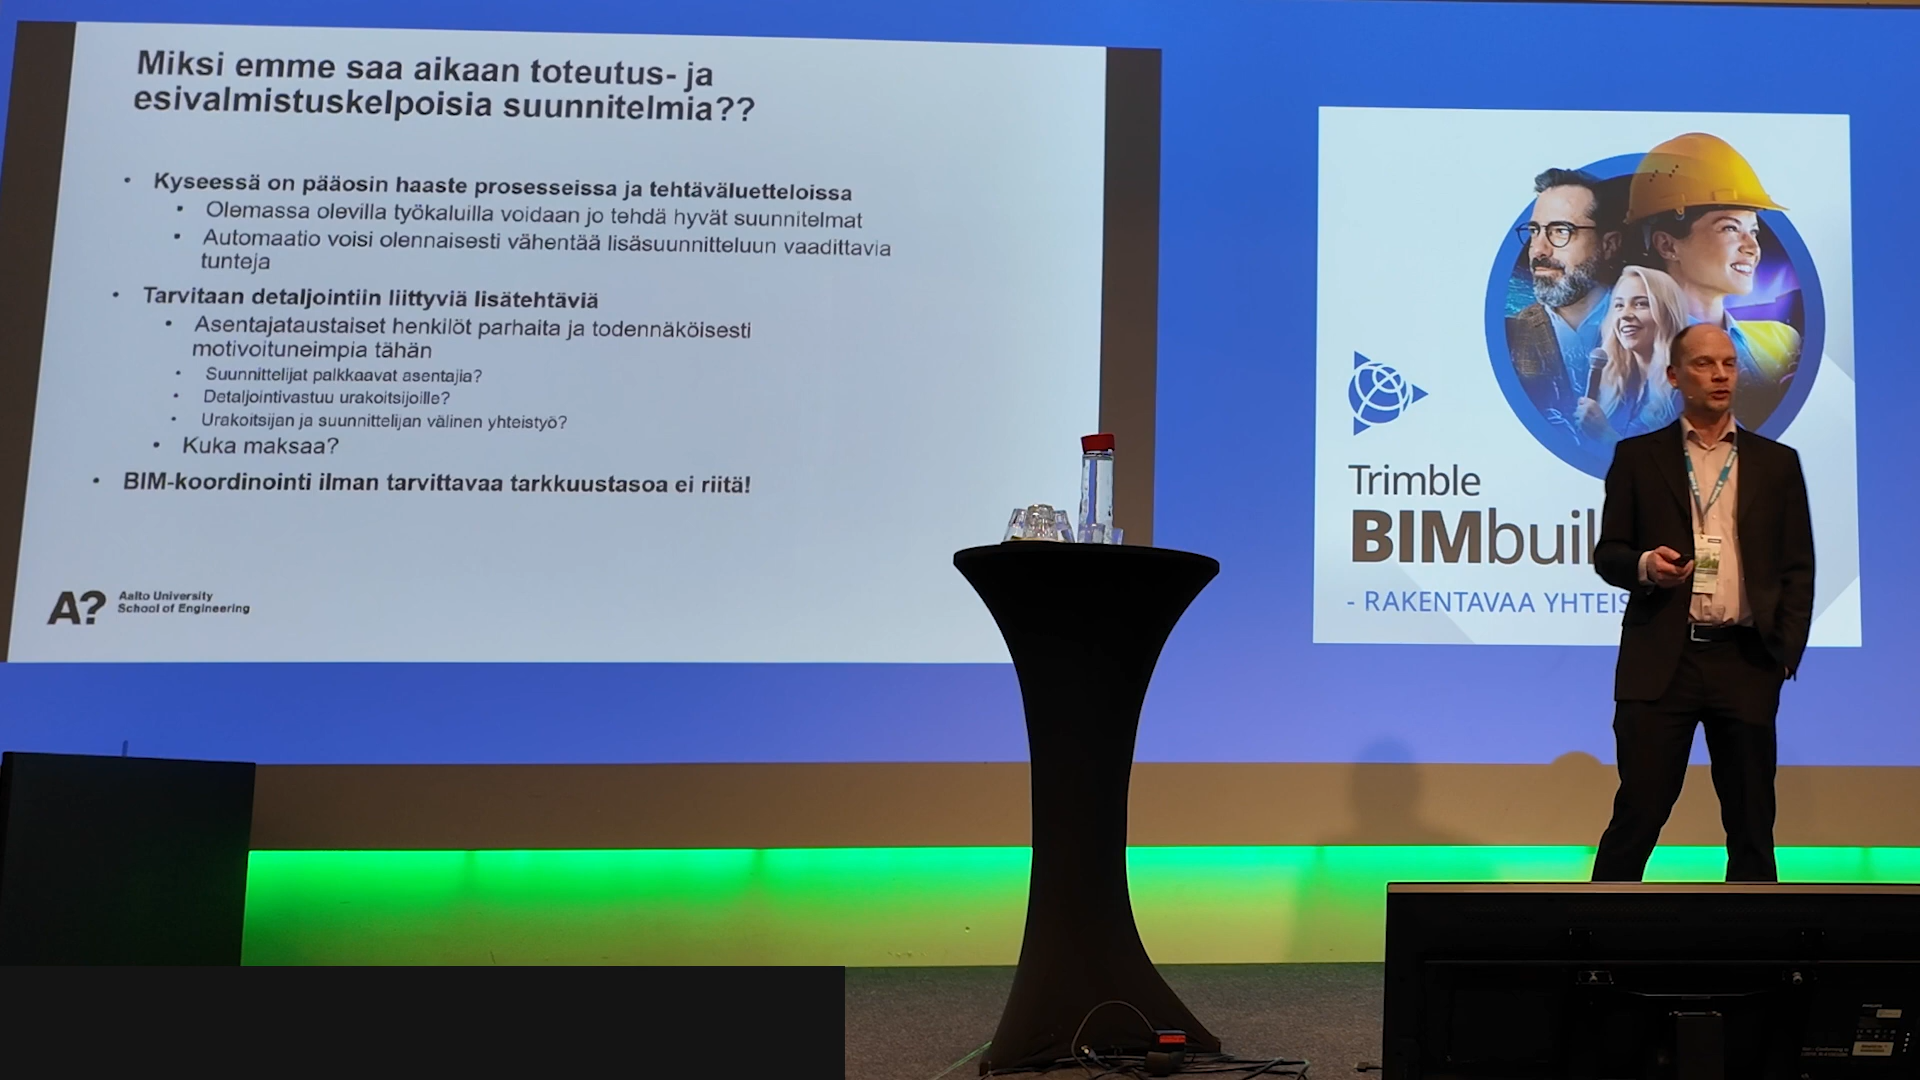 Miksi emme saa aikaan toteutus- ja
esivalmistuskelpoisia suunnitelmia??
• Kyseessä on pääosin haaste prosesseissa ja tehtäväluetteloissa
• Olemassa olevilla työkaluilla voidaan jo tehdä hyvät suunnitelmat
• Automaatio voisi olennaisesti vähentää lisäsuunnitteluun vaadittavia
tunteja
• Tarvitaan detaljointiin liittyviä lisätehtäviä
• Asentajataustaiset henkilöt parhaita ja todennäköisesti
motivoituneimpia tähän
• Suunnittelijat palkkaavat asentajia?
• Detaljointivastuu urakoitsijoille?
• Urakoitsijan ja suunnittelijan välinen yhteistyö?
• Kuka maksaa?
• BIM-koordinointi ilman tarvittavaa tarkkuustasoa ei riitä!
A? Aalto University
School of Engineering
Trimble
BIMbuil
- RAKENTAVAA YHTEIS